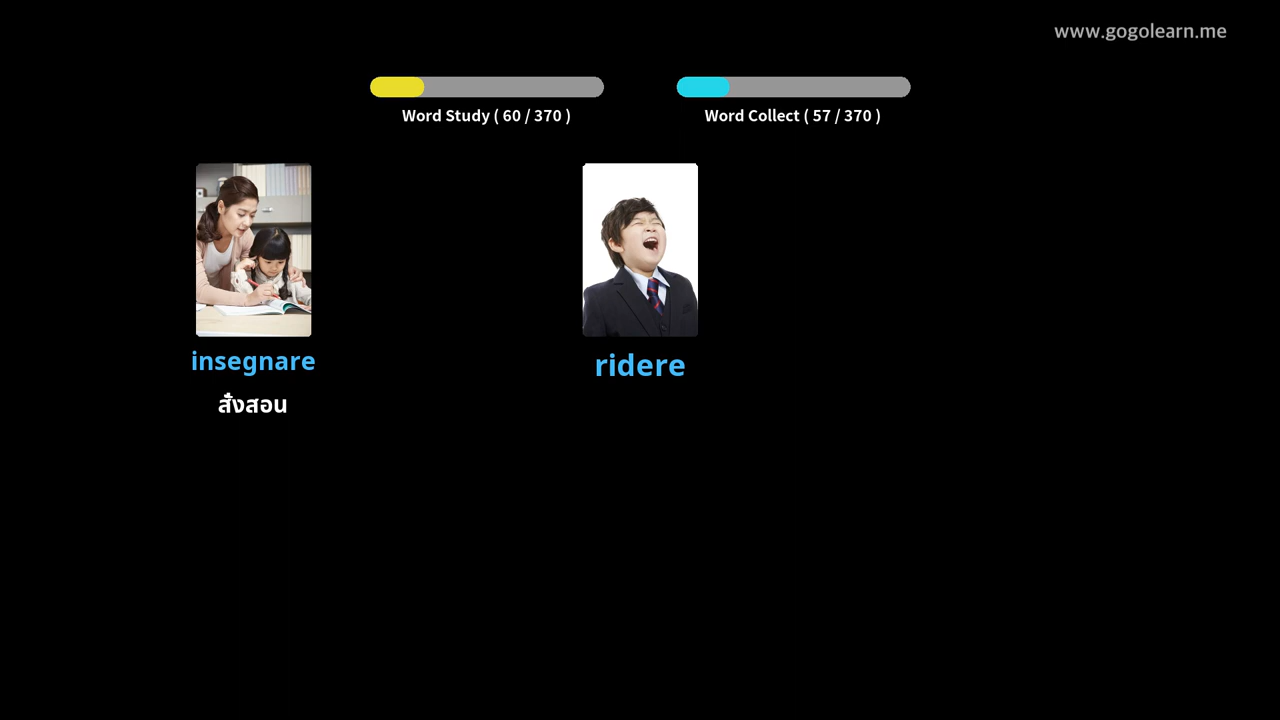 www.gogolearn.me
Word Study ( 60 / 370 )
Word Collect ( 57 / 370 )
insegnare
สั่งสอน
ridere